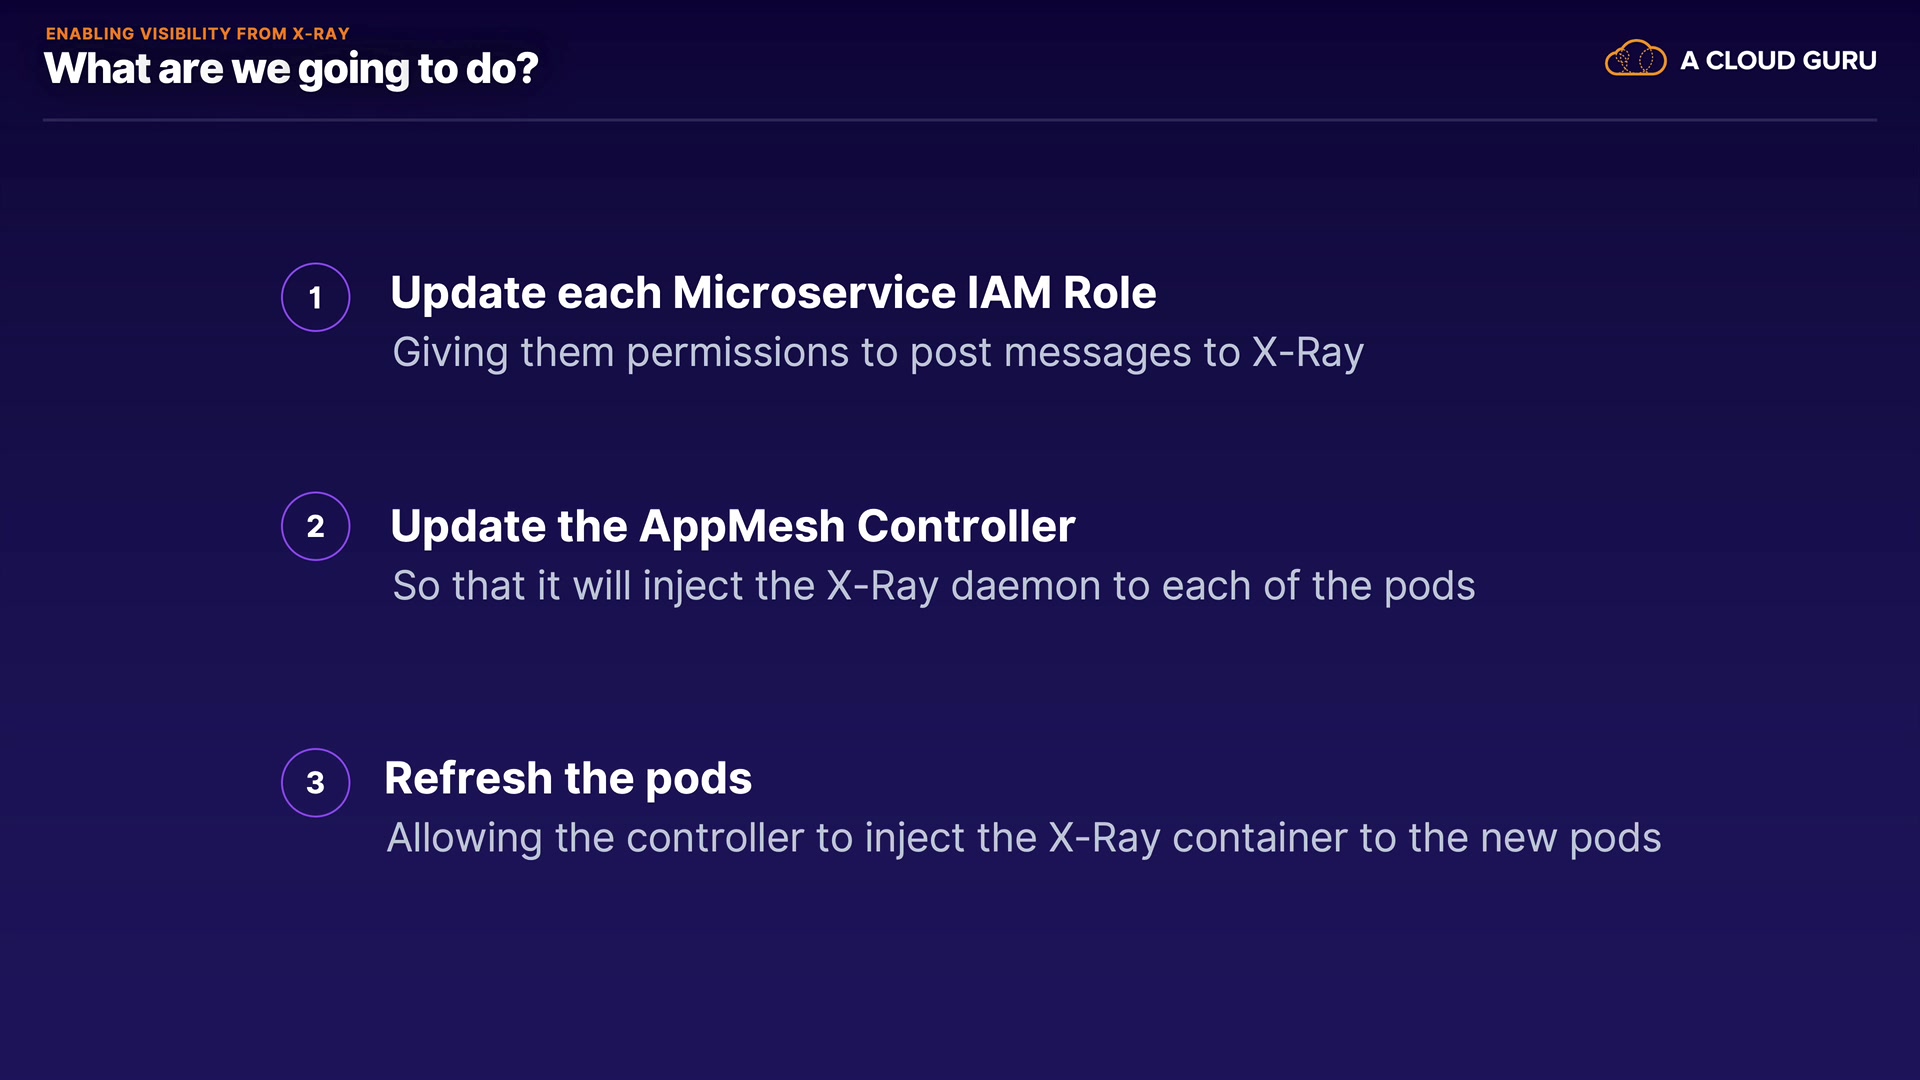 ENABLING VISIBILITY FROM X-RAY
What are we going to do?
A CLOUD GURU
1
Update each Microservice IAM Role
Giving them permissions to post messages to X-Ray
2
Update the AppMesh Controller
So that it will inject the X-Ray daemon to each of the pods
3
Refresh the pods
Allowing the controller to inject the X-Ray container to the new pods